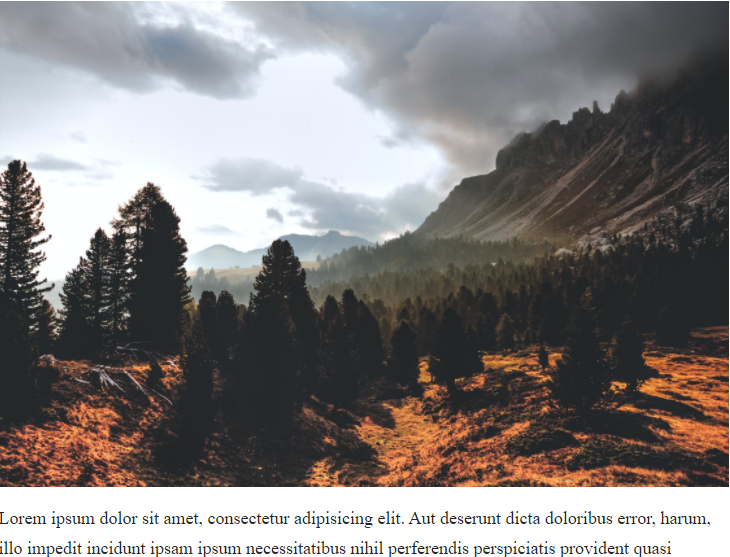 Lorem ipsum dolor sit amet, consectetur adipisicing elit. Aut deserunt dicta doloribus error, harum,
illo impedit incidunt ipsam ipsum necessitatibus nihil perferendis perspiciatis provident quasi